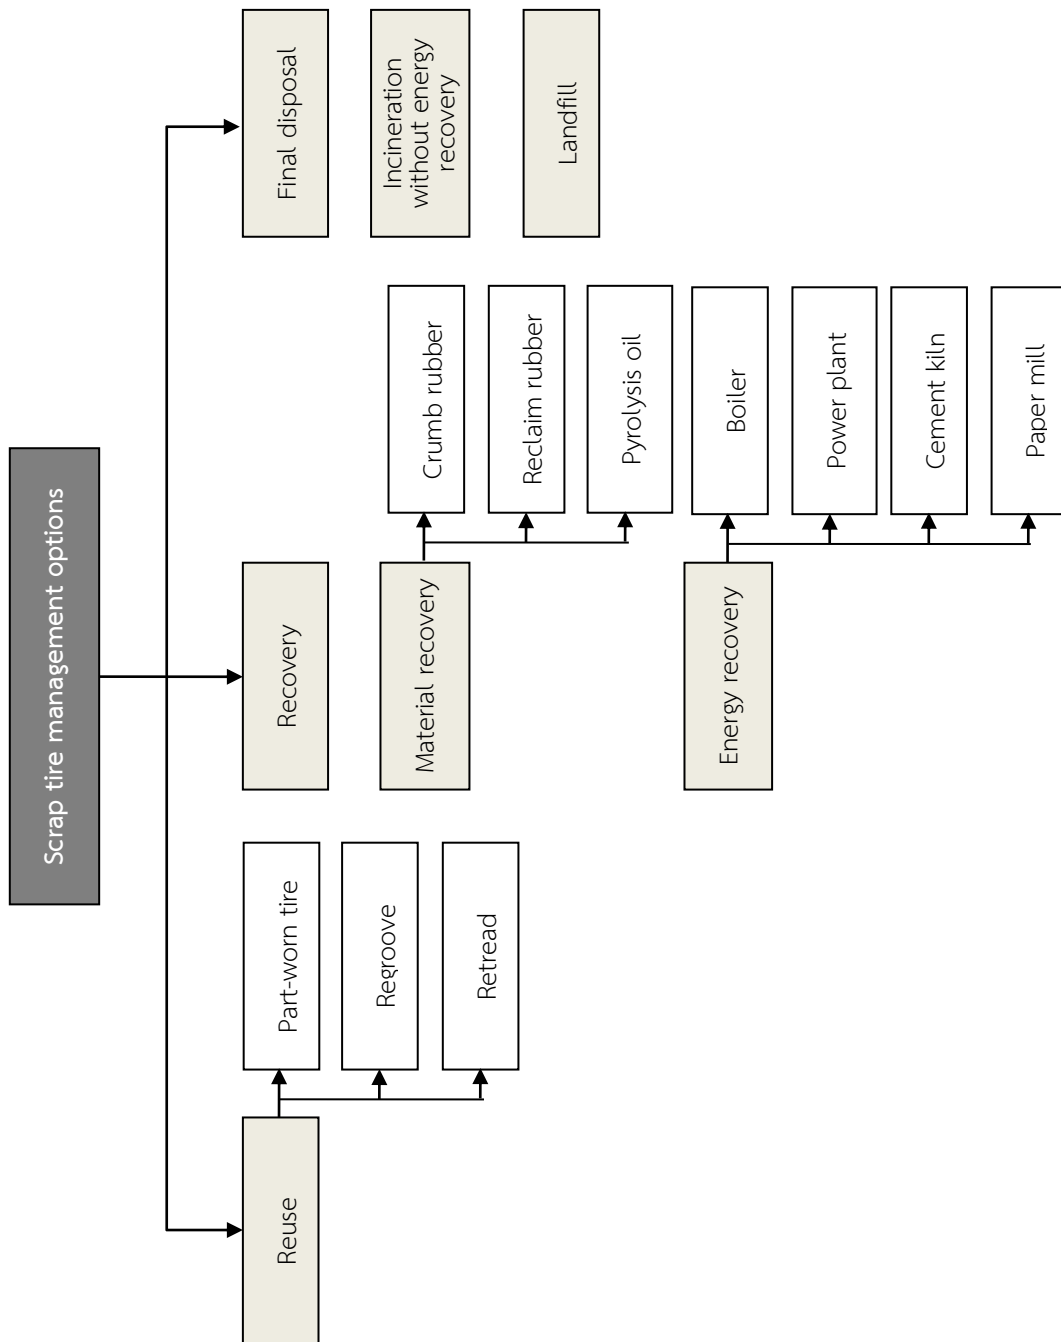 Scrap tire management options
Reuse
Part-worn tire
Regroove
Retread
Recovery
Material recovery
Crumb rubber
Reclaim rubber
Pyrolysis oil
Energy recovery
Boiler
Power plant
Cement kiln
Paper mill
Final disposal
Incineration
without energy
recovery
Landfill